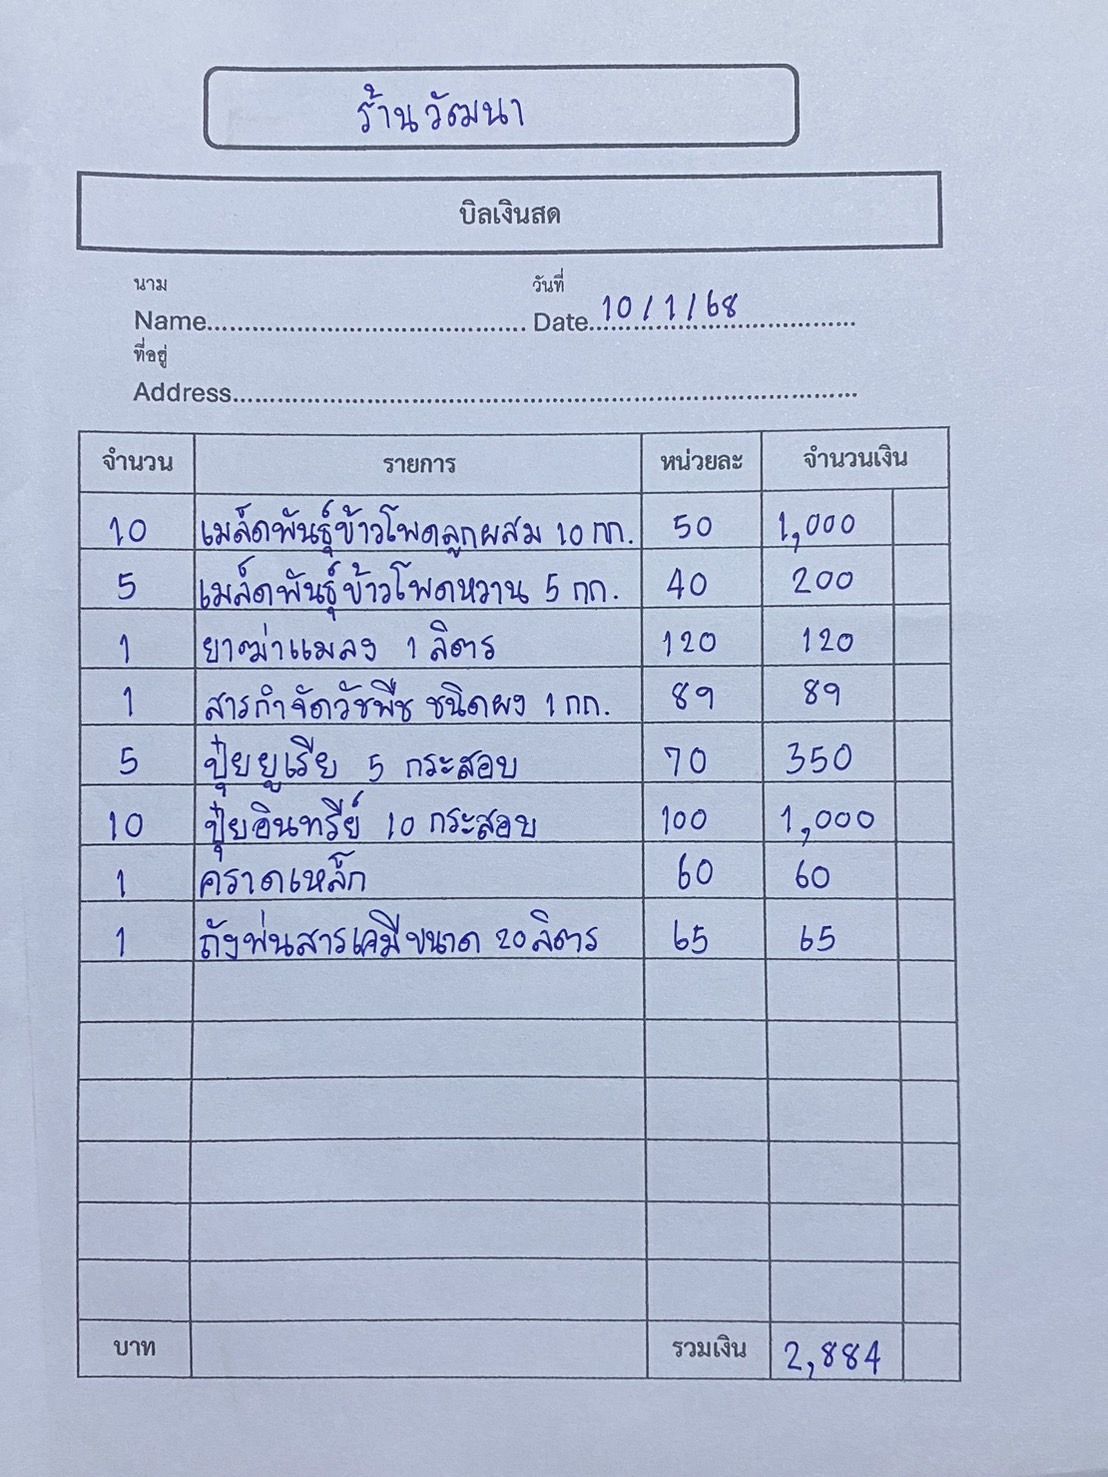 ร้านวัฒนา
บิลเงินสด
นาม วันที่
Name........................................... Date 10/1/68
ที่อยู่
Address...................................................................................
จำนวน รายการ หน่วยละ จำนวนเงิน
10 เมล็ดพันธุ์ข้าวโพดลูกผสม 10 กก. 50 1,000
5 เมล็ดพันธุ์ข้าวโพดหวาน 5 กก. 40 200
1 ยาฆ่าแมลง 1 ลิตร 120 120
1 สารกำจัดวัชพืช ชนิดผง 1 กก. 89 89
5 ปุ๋ยยูเรีย 5 กระสอบ 70 350
10 ปุ๋ยอินทรีย์ 10 กระสอบ 100 1,000
1 คราดเหล็ก 60 60
1 ถังพ่นสารเคมีขนาด 20 ลิตร 65 65
บาท รวมเงิน 2,884